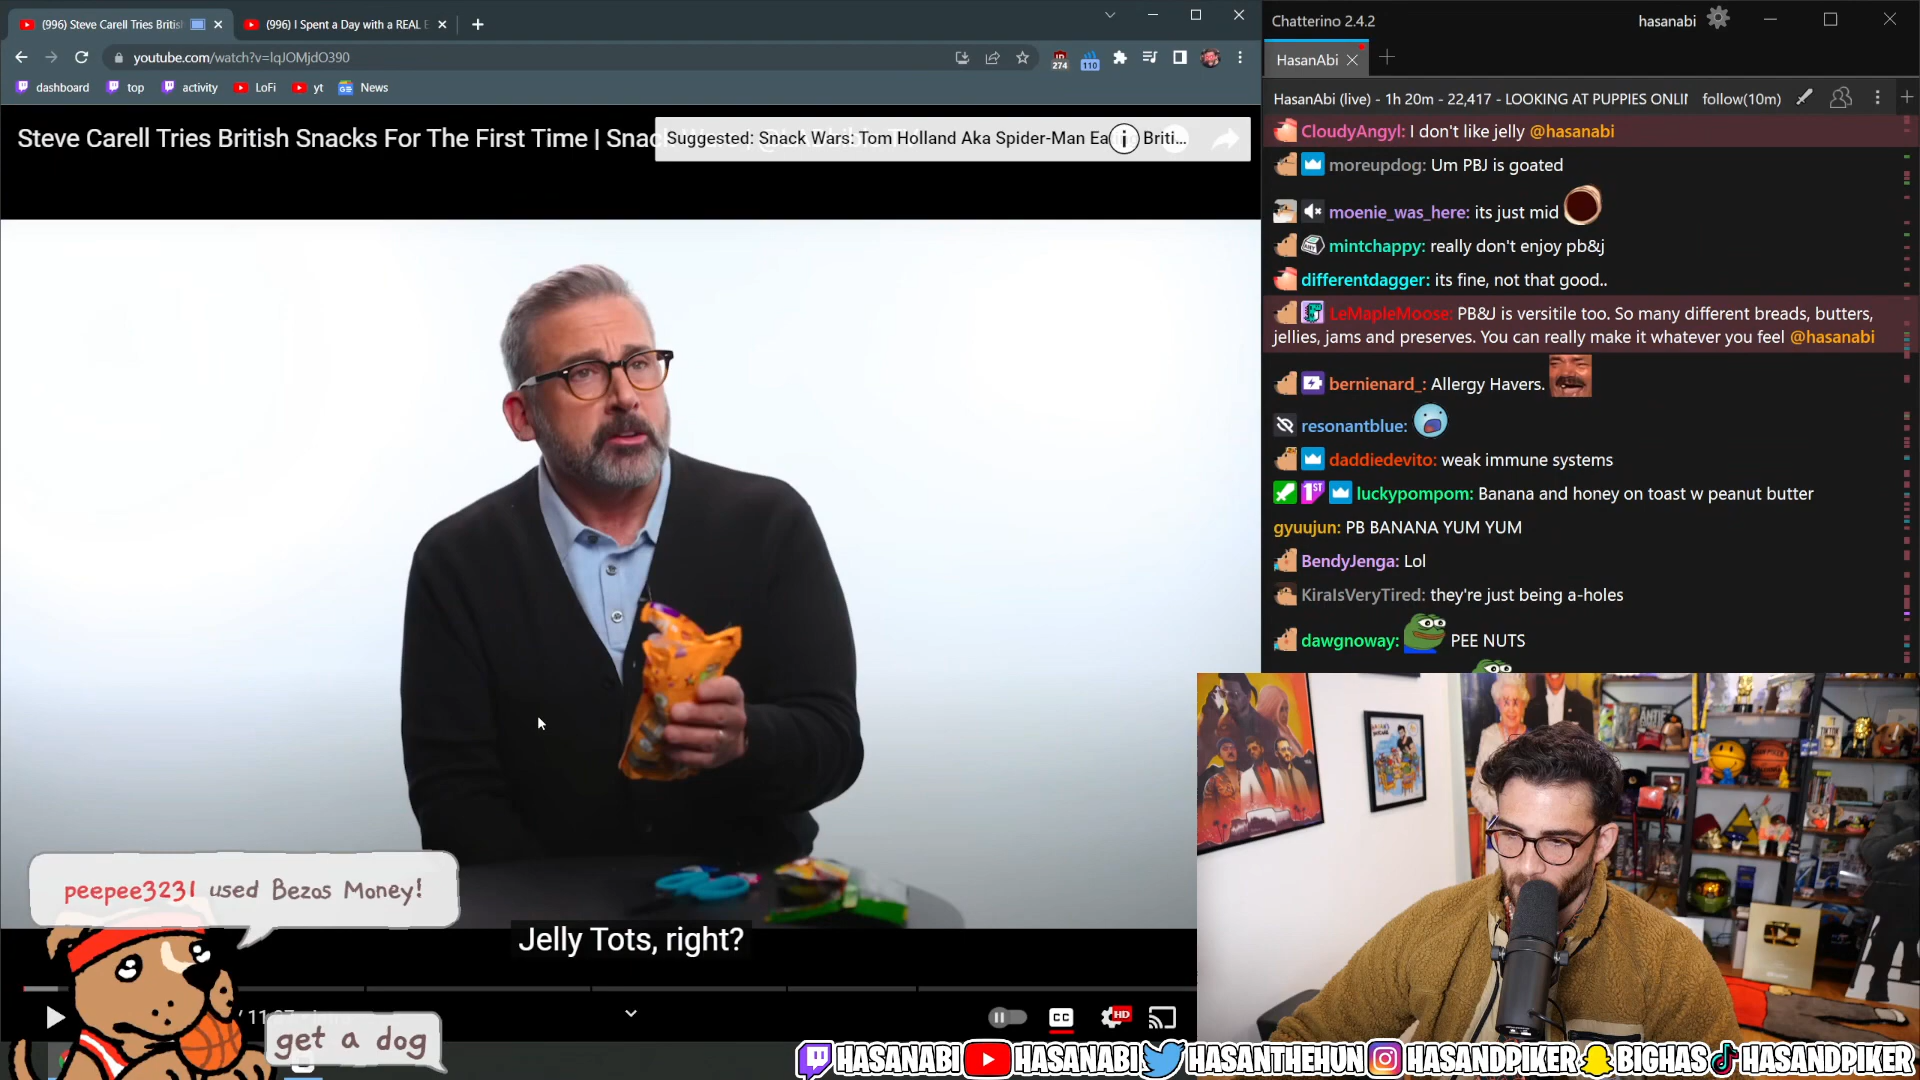 (996) Steve Carell Tries Britis
(996) I Spent a Day with a REAL E
youtube.com/watch?v=lqJOMjdO390
274
110
dashboard
top
activity
LoFi
yt
News
Steve Carell Tries British Snacks For The First Time | Snac
Suggested: Snack Wars: Tom Holland Aka Spider-Man Ea
Briti...
Jelly Tots, right?
peepee3231 used Bezos Money!
get a dog
CC
HD
Chatterino 2.4.2
hasanabi
HasanAbi
HasanAbi (live) - 1h 20m - 22,417 - LOOKING AT PUPPIES ONLI
follow(10m)
CloudyAngyl: I don't like jelly @hasanabi
moreupdog: Um PBJ is goated
moenie_was_here: its just mid
mintchappy: really don't enjoy pb&j
differentdagger: its fine, not that good..
LeMapleMoose: PB&J is versitile too. So many different breads, butters,
jellies, jams and preserves. You can really make it whatever you feel @hasanabi
bernienard_: Allergy Havers.
resonantblue:
daddiedevito: weak immune systems
1ST
luckypompom: Banana and honey on toast w peanut butter
gyuujun: PB BANANA YUM YUM
BendyJenga: Lol
KiraIsVeryTired: they're just being a-holes
dawgnoway: PEE NUTS
HASANABI
HASANABI
HASANTHEHUN
HASANDPIKER
BIGHAS
HASANDPIKER